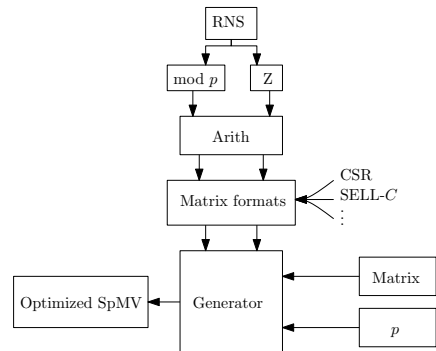 RNS
mod p
Z
Arith
Matrix formats
CSR
SELL-C
⋮
Generator
Optimized SpMV
Matrix
p